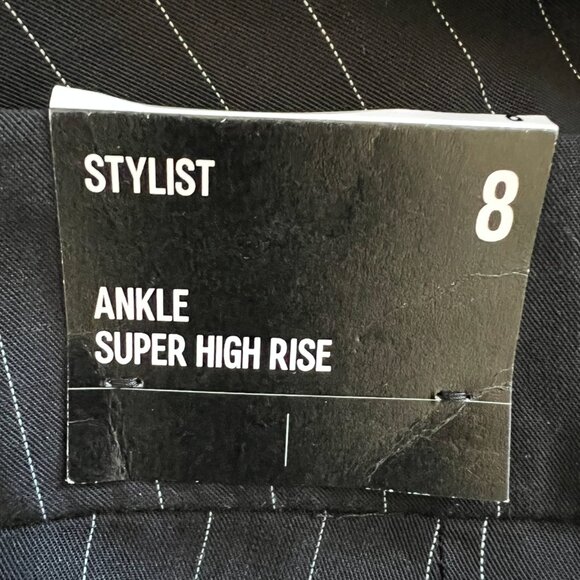 STYLIST
8
ANKLE
SUPER HIGH RISE